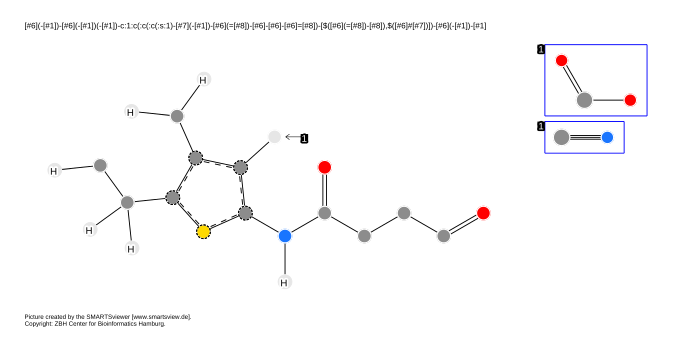 [#6](-[#1])-[#6](-[#1])(-[#1])-c:1:c(:c(:c(:s:1)-[#7](-[#1])-[#6](=[#8])-[#6]-[#6]-[#6]=[#8])-[$([#6](=[#8])-[#8]),$([#6]#[#7])])-[#6](-[#1])-[#1]
1
1
H
H
1
H
H
H
H
Picture created by the SMARTSviewer [www.smartsview.de].
Copyright: ZBH Center for Bioinformatics Hamburg.